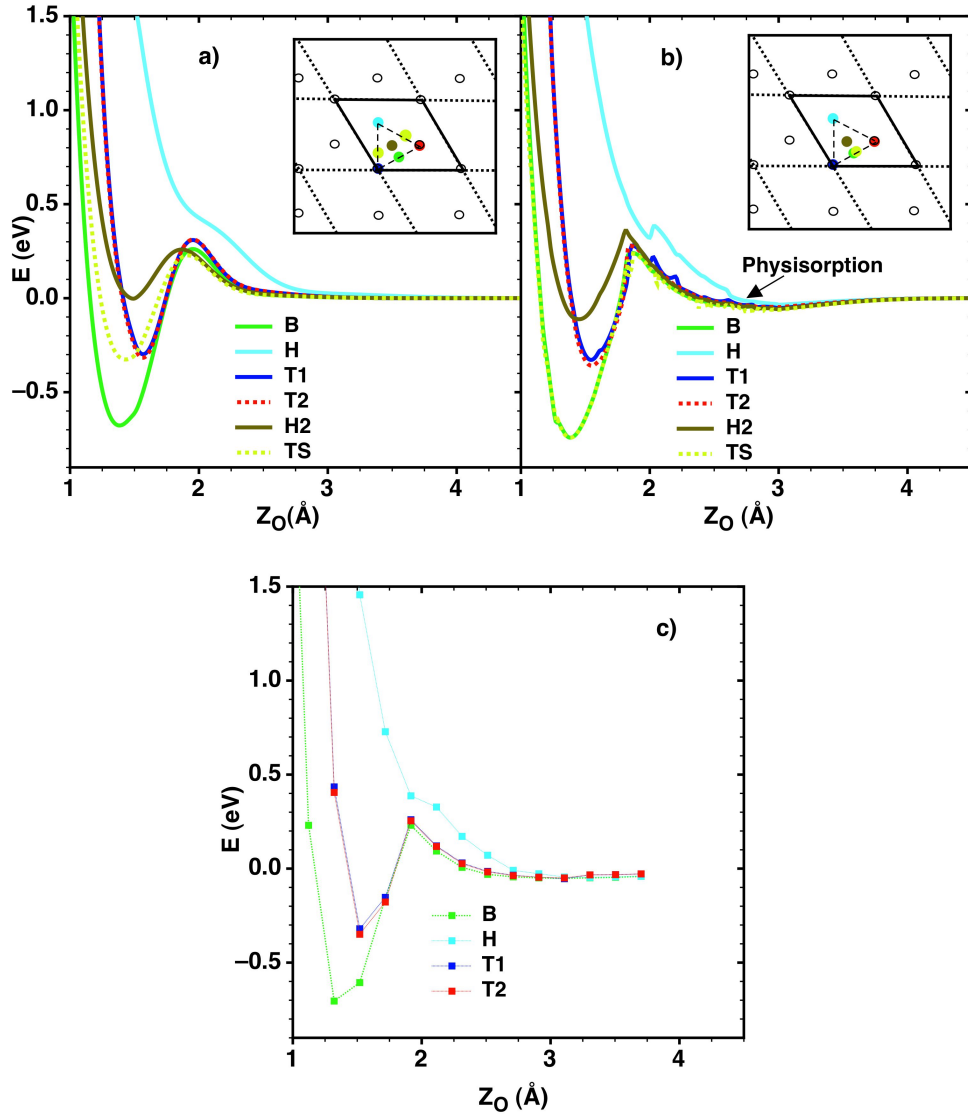 a)
1.5
1.0
0.5
0.0
−0.5
E (eV)
B
H
T1
T2
H2
TS
1
2
3
4
Z_O(Å)
b)
Physisorption
B
H
T1
T2
H2
TS
1
2
3
4
Z_O (Å)
c)
1.5
1.0
0.5
0.0
−0.5
E (eV)
B
H
T1
T2
1
2
3
4
Z_O (Å)